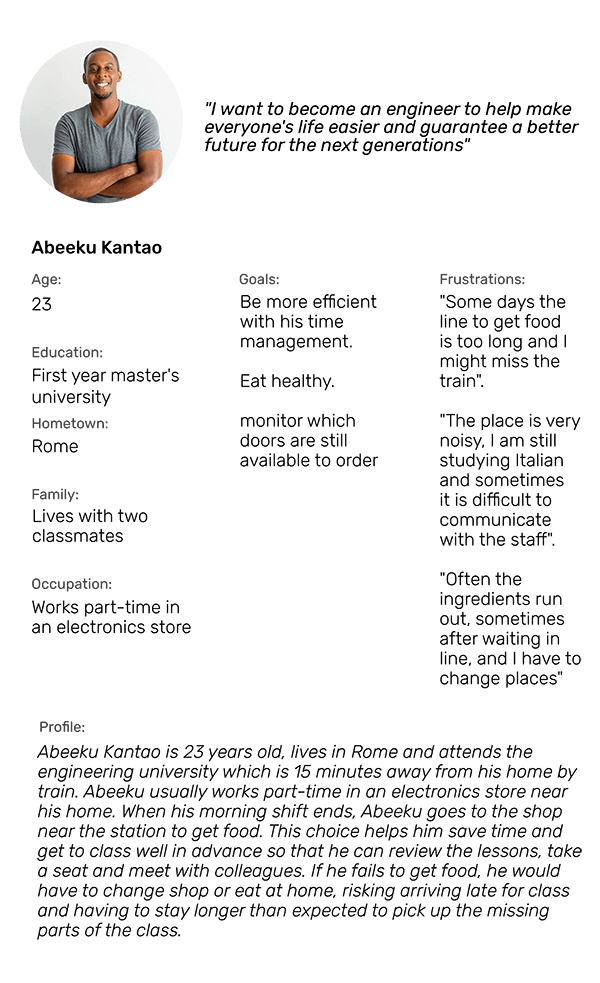 "I want to become an engineer to help make
everyone's life easier and guarantee a better
future for the next generations"
Abeeku Kantao
Age:
23
Education:
First year master's
university
Hometown:
Rome
Family:
Lives with two
classmates
Occupation:
Works part-time in
an electronics store
Goals:
Be more efficient
with his time
management.
Eat healthy.
monitor which
doors are still
available to order
Frustrations:
"Some days the
line to get food
is too long and I
might miss the
train".
"The place is very
noisy, I am still
studying Italian
and sometimes
it is difficult to
communicate
with the staff".
"Often the
ingredients run
out, sometimes
after waiting in
line, and I have to
change places"
Profile:
Abeeku Kantao is 23 years old, lives in Rome and attends the
engineering university which is 15 minutes away from his home by
train. Abeeku usually works part-time in an electronics store near
his home. When his morning shift ends, Abeeku goes to the shop
near the station to get food. This choice helps him save time and
get to class well in advance so that he can review the lessons, take
a seat and meet with colleagues. If he fails to get food, he would
have to change shop or eat at home, risking arriving late for class
and having to stay longer than expected to pick up the missing
parts of the class.